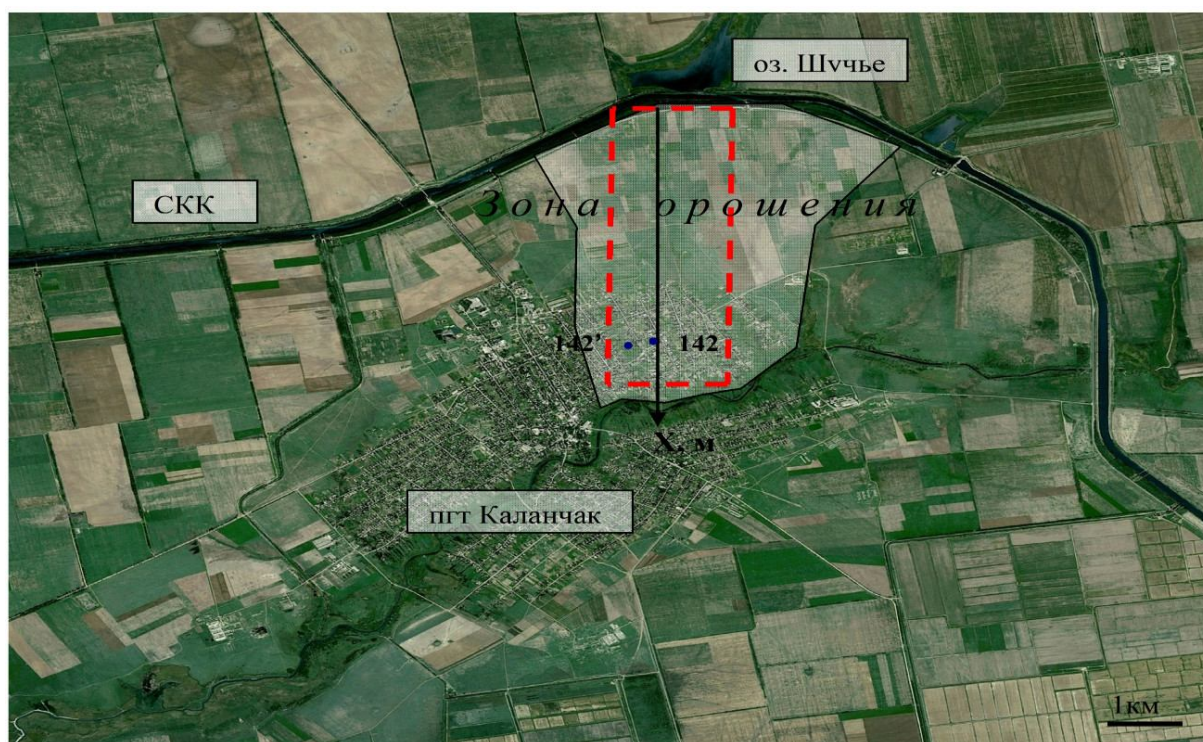 оз. Шучье
СКК
Зона орошения
142' 142
X, м
пгт Каланчак
1км